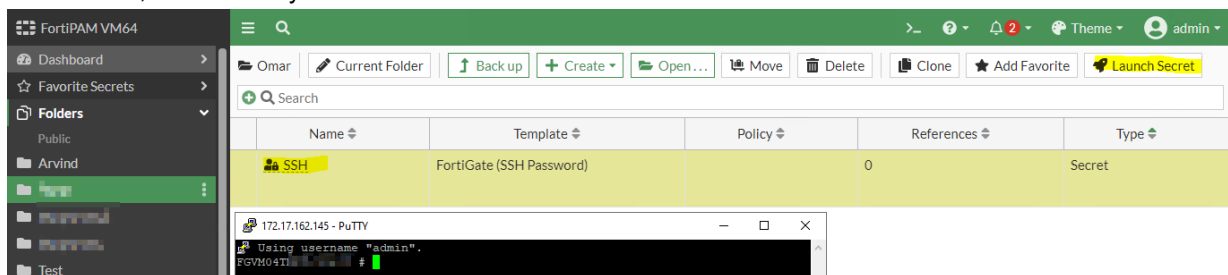 FortiPAM VM64
>_ 2 Theme admin
Dashboard
Omar Current Folder Back up + Create Open... Move Delete Clone Add Favorite Launch Secret
Favorite Secrets
Search
Folders
Name Template Policy References Type
Public
Arvind
SSH FortiGate (SSH Password) 0 Secret
172.17.162.145 - PuTTY
Using username "admin".
#
Test